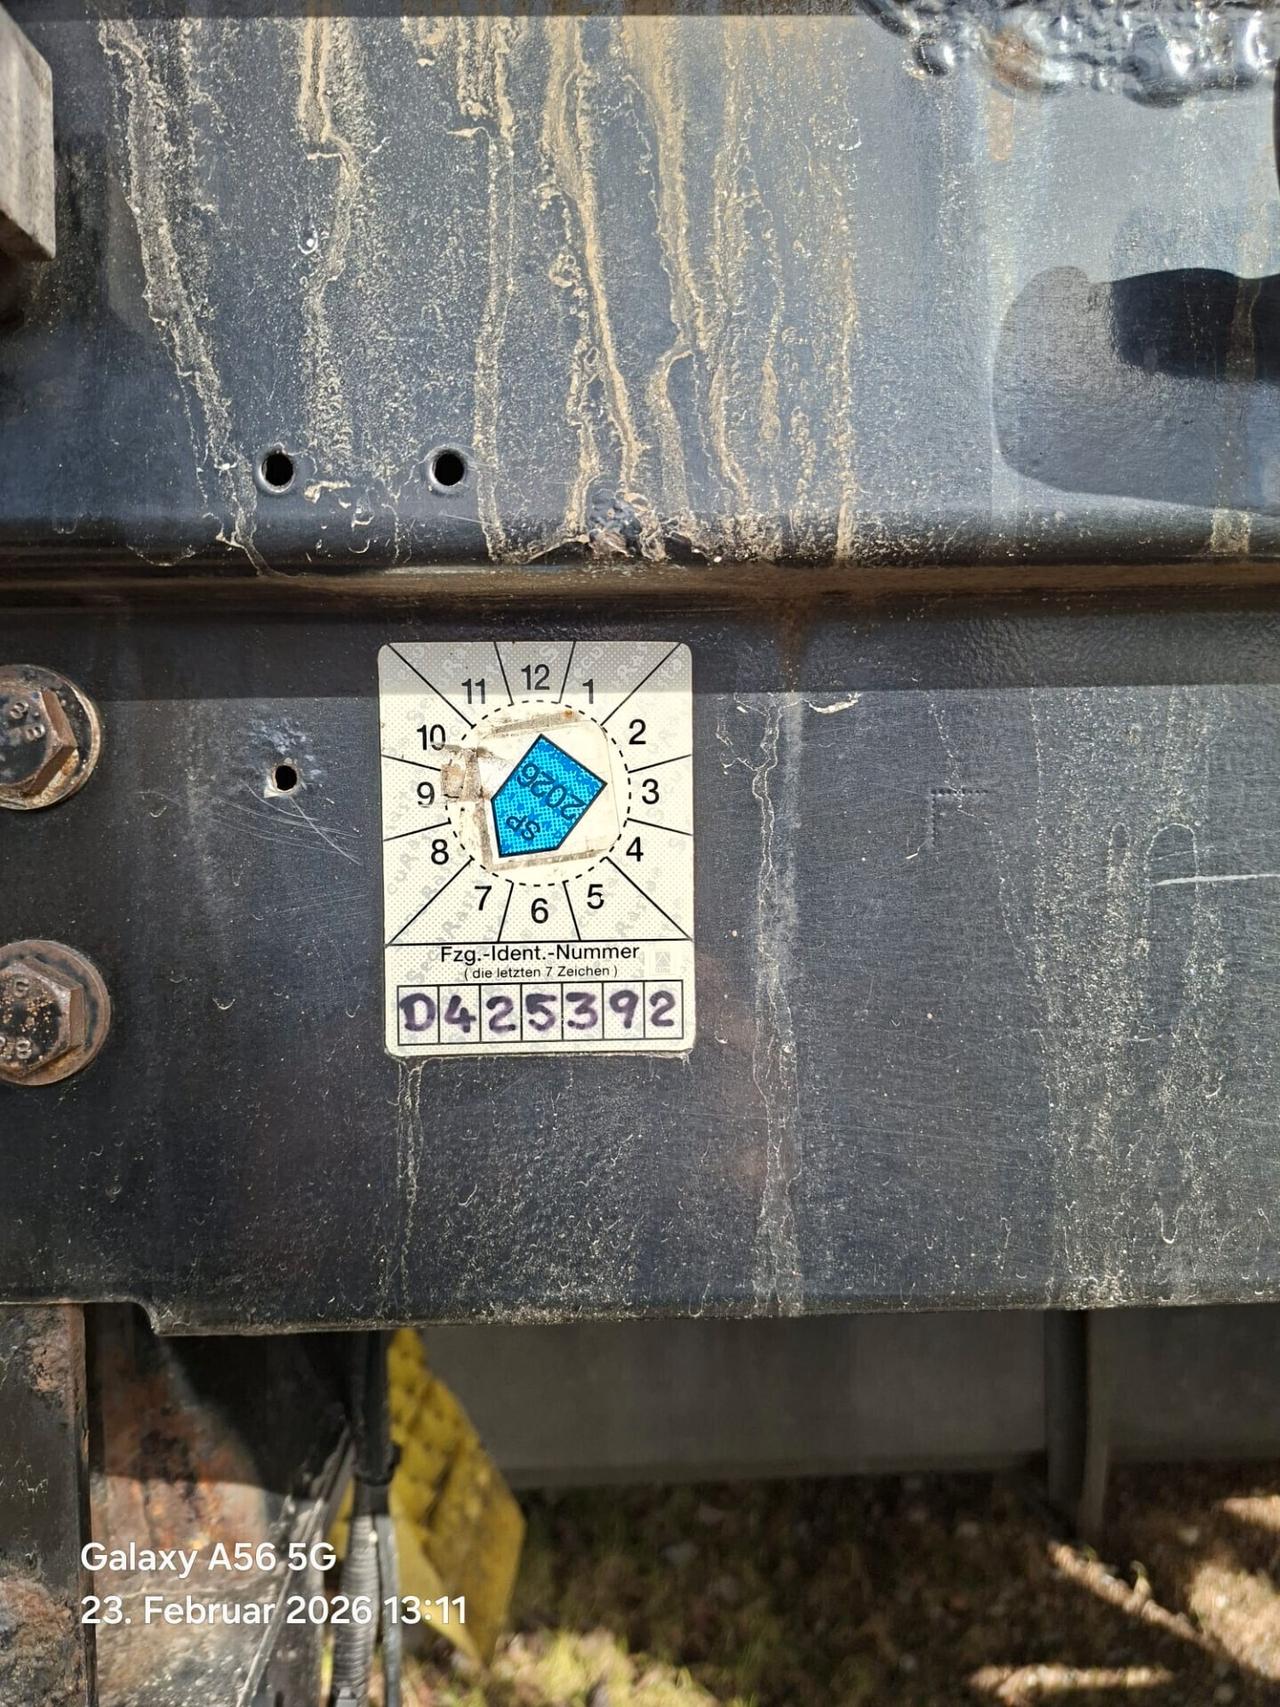 11 12 1
10 2
9 3
8 4
7 6 5
2026
SP
Fzg.-Ident.-Nummer
( die letzten 7 Zeichen )
D425392
Galaxy A56 5G
23. Februar 2026 13:11